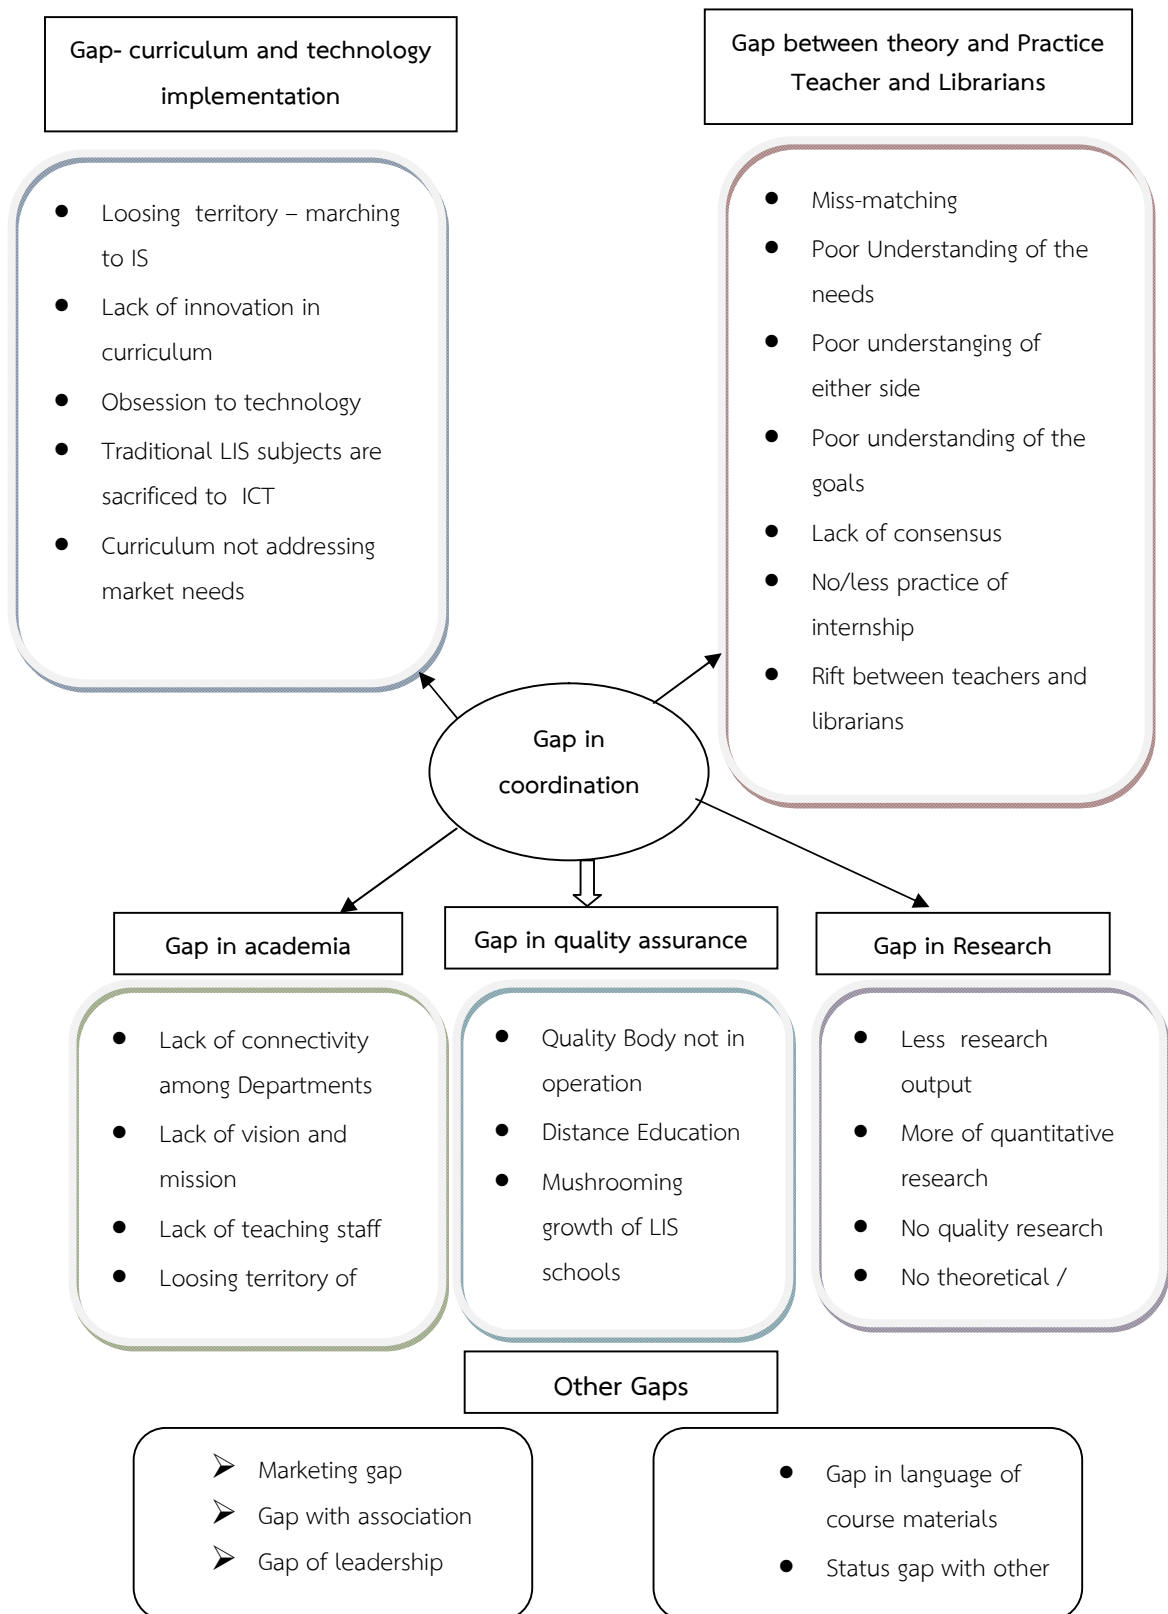 Gap- curriculum and technology
implementation
Gap between theory and Practice
Teacher and Librarians
● Loosing territory – marching
to IS
● Lack of innovation in
curriculum
● Obsession to technology
● Traditional LIS subjects are
sacrificed to ICT
● Curriculum not addressing
market needs
● Miss-matching
● Poor Understanding of the
needs
● Poor understanging of
either side
● Poor understanding of the
goals
● Lack of consensus
● No/less practice of
internship
● Rift between teachers and
librarians
Gap in
coordination
Gap in academia
● Lack of connectivity
among Departments
● Lack of vision and
mission
● Lack of teaching staff
● Loosing territory of
Gap in quality assurance
● Quality Body not in
operation
● Distance Education
● Mushrooming
growth of LIS
schools
Gap in Research
● Less research
output
● More of quantitative
research
● No quality research
● No theoretical /
Other Gaps
➢ Marketing gap
➢ Gap with association
➢ Gap of leadership
● Gap in language of
course materials
● Status gap with other